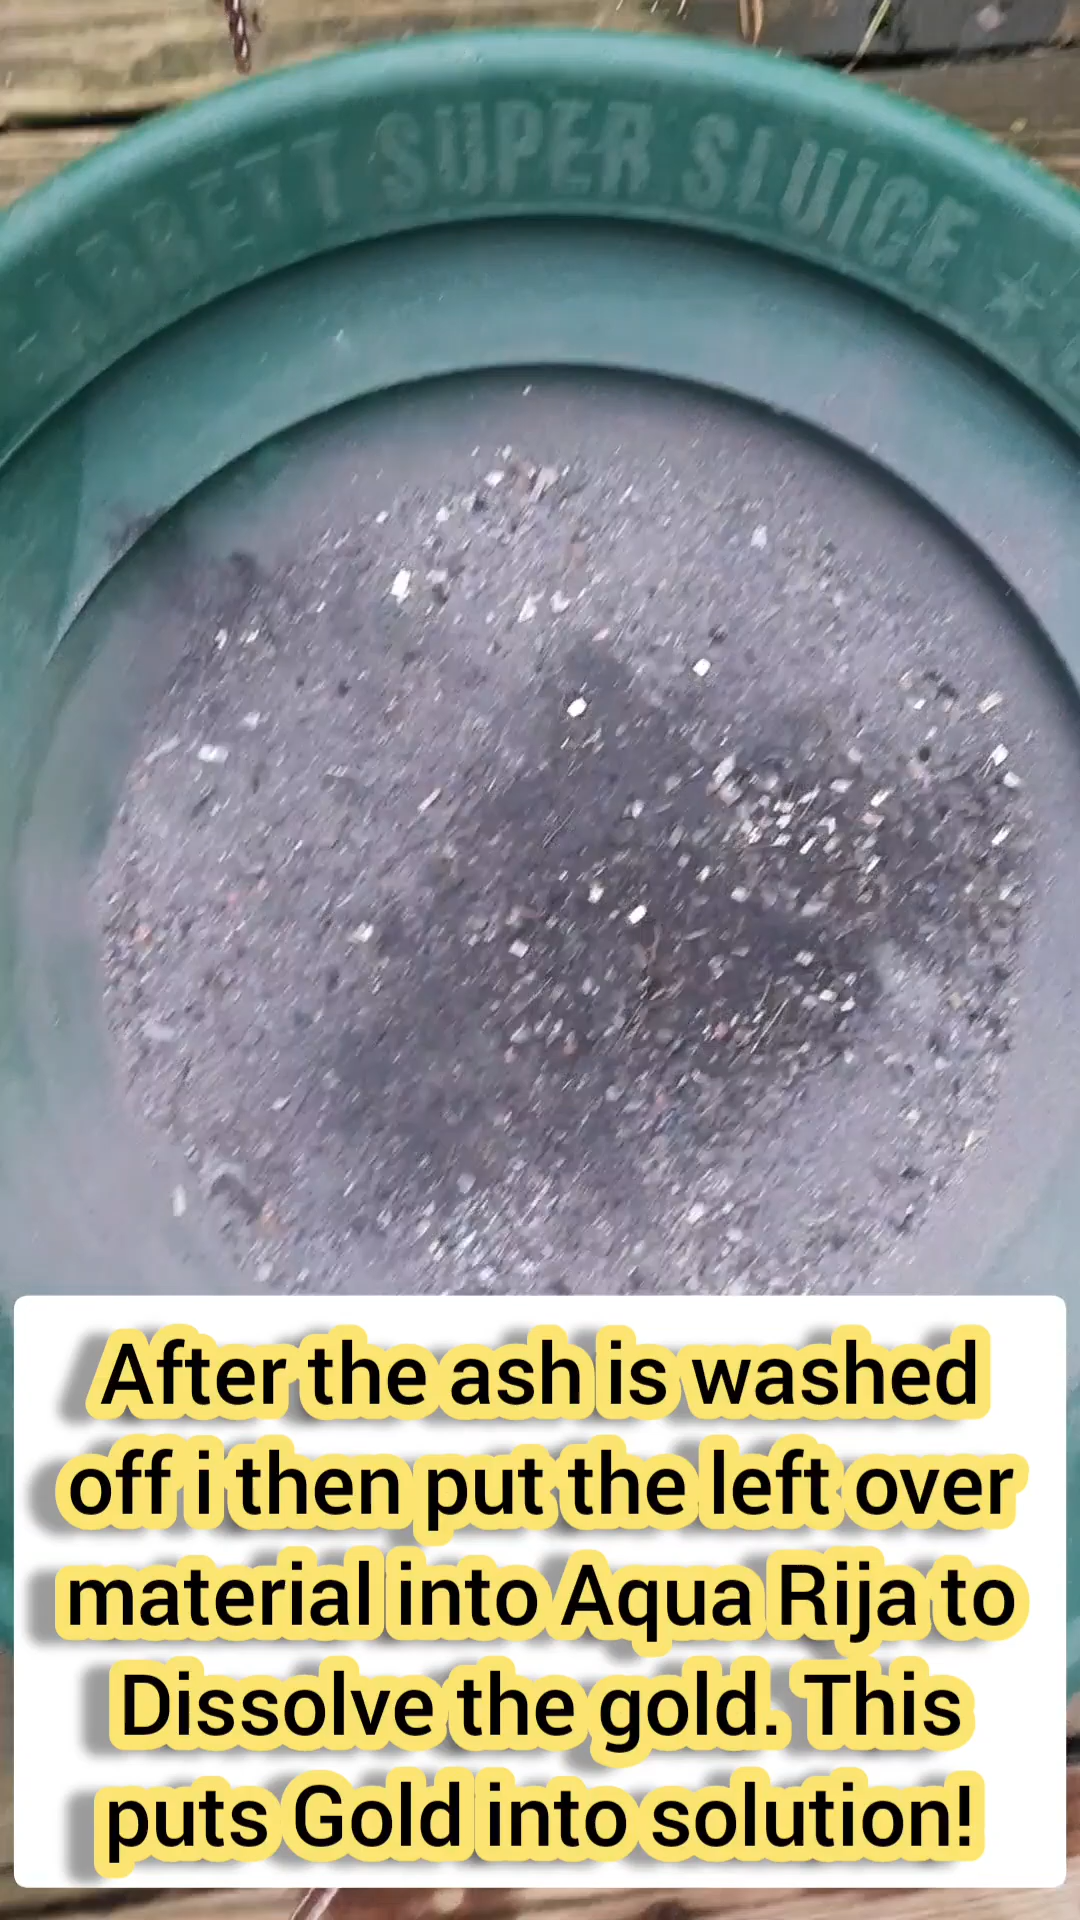 SUPER SLUICE
After the ash is washed
off i then put the left over
material into Aqua Rija to
Dissolve the gold. This
puts Gold into solution!